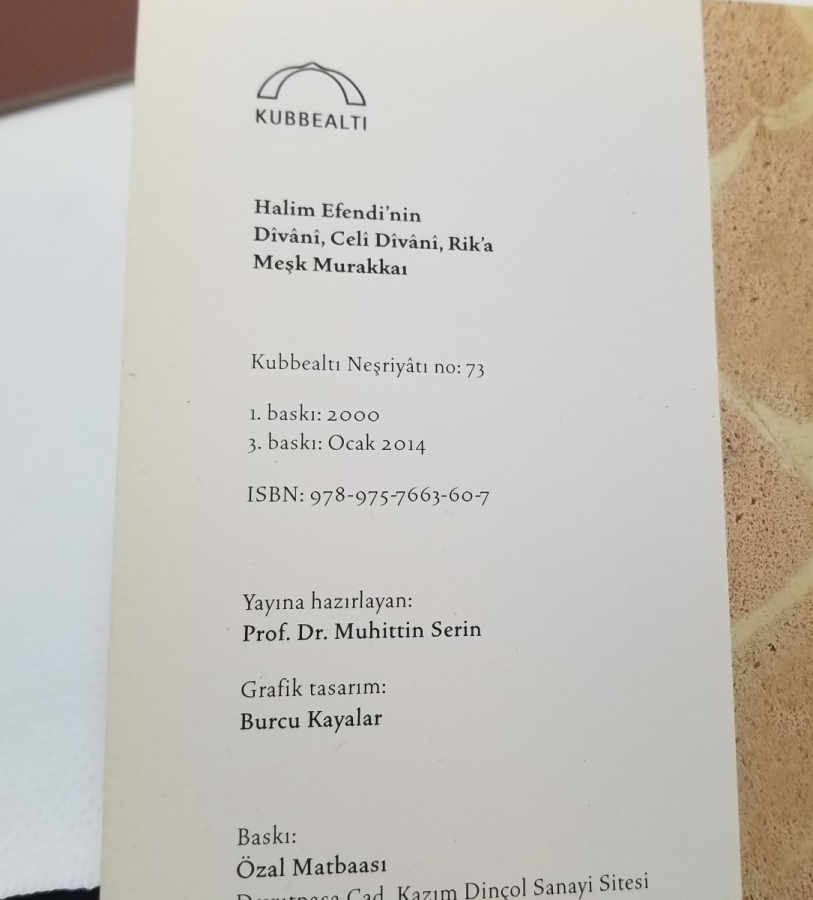 KUBBEALTI
Halim Efendi'nin
Dîvânî, Celî Dîvânî, Rik'a
Meşk Murakkaı
Kubbealtı Neşriyâtı no: 73
1. baskı: 2000
3. baskı: Ocak 2014
ISBN: 978-975-7663-60-7
Yayına hazırlayan:
Prof. Dr. Muhittin Serin
Grafik tasarım:
Burcu Kayalar
Baskı:
Özal Matbaası
Cad. Kazım Dinçol Sanayi Sitesi